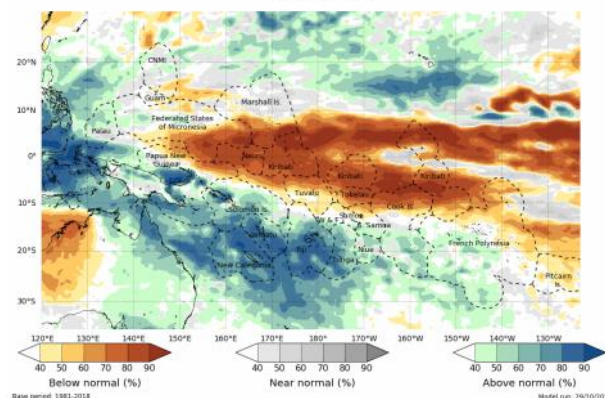 20°N
10°N
0°
10°S
20°S
30°S
CNMI
Guam
Marshall Is.
Palau
Federated States
of Micronesia
Papua New
Guinea
Nauru
Kiribati
Kiribati
Kiribati
Tuvalu
Tokelau
Solomon Is.
Cook Is.
Samoa
A. Samoa
Vanuatu
Fiji
Niue
Tonga
French Polynesia
New Caledonia
Pitcairn
Is.
120°E 130°E 140°E 150°E 160°E 170°E 180°W 170°W 160°W 150°W 140°W 130°W
40 50 60 70 80 90
Below normal (%)
40 50 60 70 80 90
Near normal (%)
40 50 60 70 80 90
Above normal (%)
Base period: 1981-2018
Model run: 29/10/20